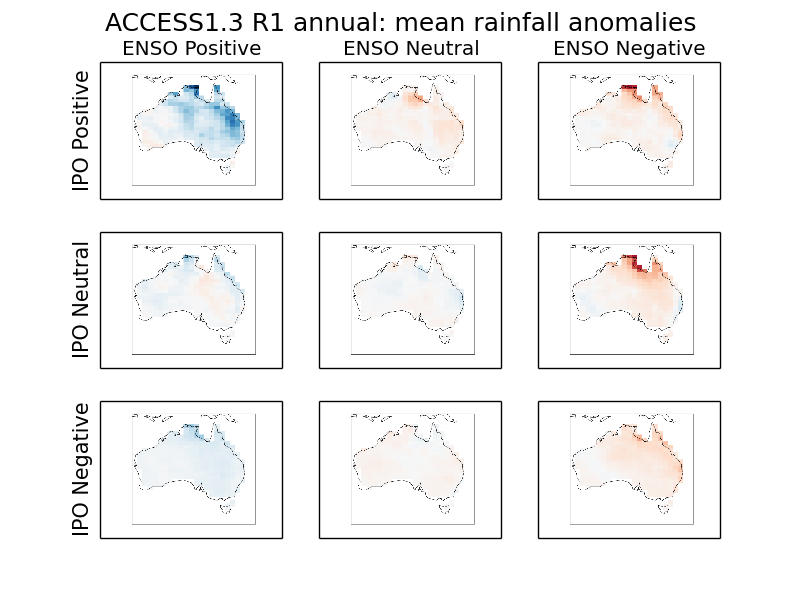 ACCESS1.3 R1 annual: mean rainfall anomalies
ENSO Positive
ENSO Neutral
ENSO Negative
IPO Positive
IPO Neutral
IPO Negative